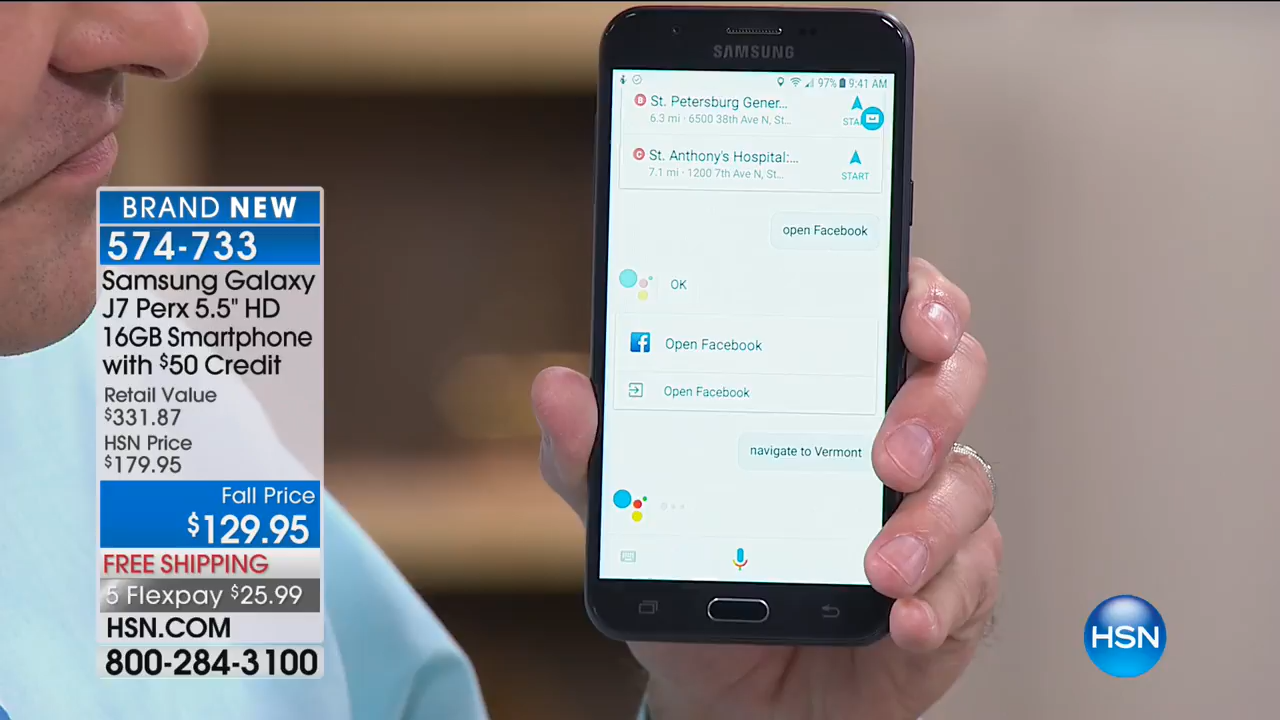 BRAND NEW
574-733
Samsung Galaxy
J7 Perx 5.5" HD
16GB Smartphone
with $50 Credit
Retail Value
$331.87
HSN Price
$179.95
Fall Price
$129.95
FREE SHIPPING
5 Flexpay $25.99
HSN.COM
800-284-3100
SAMSUNG
97% 9:41 AM
B St. Petersburg Gener...
6.3 mi · 6500 38th Ave N, St...
STA
C St. Anthony's Hospital:...
7.1 mi · 1200 7th Ave N, St...
START
open Facebook
OK
f Open Facebook
Open Facebook
navigate to Vermont
HSN